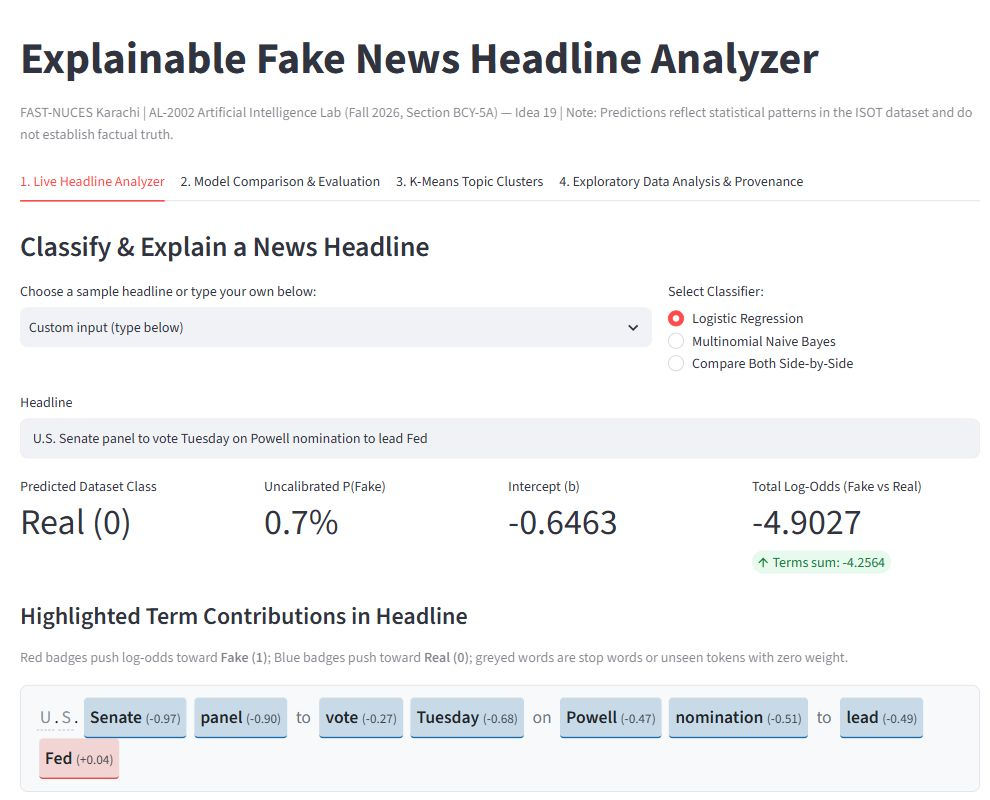 Explainable Fake News Headline Analyzer
FAST-NUCES Karachi | AL-2002 Artificial Intelligence Lab (Fall 2026, Section BCY-5A) — Idea 19 | Note: Predictions reflect statistical patterns in the ISOT dataset and do
not establish factual truth.
1. Live Headline Analyzer 2. Model Comparison & Evaluation 3. K-Means Topic Clusters 4. Exploratory Data Analysis & Provenance
Classify & Explain a News Headline
Choose a sample headline or type your own below:
Custom input (type below)
Select Classifier:
Logistic Regression
Multinomial Naive Bayes
Compare Both Side-by-Side
Headline
U.S. Senate panel to vote Tuesday on Powell nomination to lead Fed
Predicted Dataset Class
Real (0)
Uncalibrated P(Fake)
0.7%
Intercept (b)
-0.6463
Total Log-Odds (Fake vs Real)
-4.9027
↑ Terms sum: -4.2564
Highlighted Term Contributions in Headline
Red badges push log-odds toward Fake (1); Blue badges push toward Real (0); greyed words are stop words or unseen tokens with zero weight.
U.S. Senate (-0.97) panel (-0.90) to vote (-0.27) Tuesday (-0.68) on Powell (-0.47) nomination (-0.51) to lead (-0.49)
Fed (+0.04)